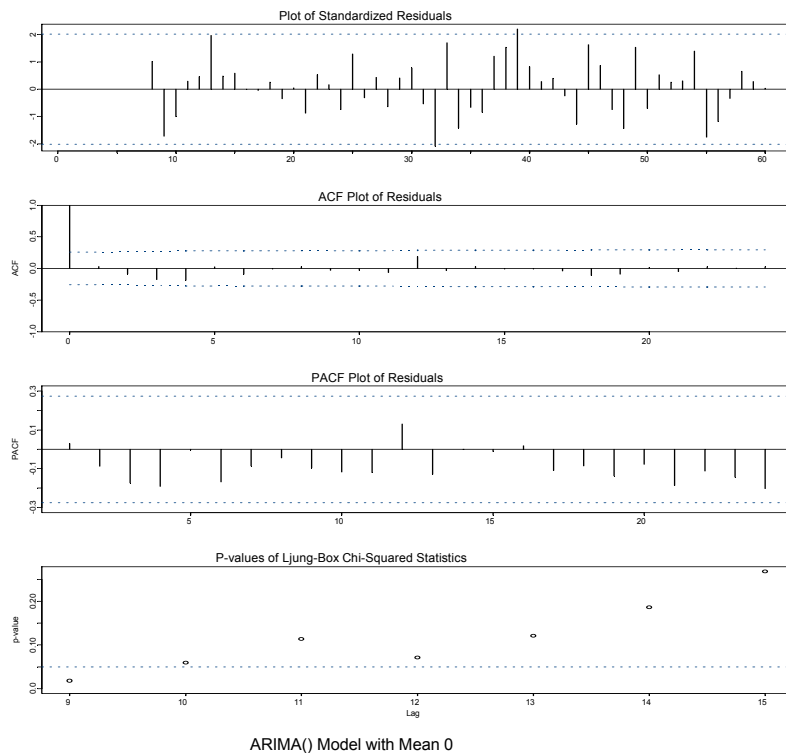 Plot of Standardized Residuals
2
1
0
-1
-2
0 10 20 30 40 50 60
ACF Plot of Residuals
ACF
1.0
0.5
0.0
-0.5
-1.0
0 5 10 15 20
PACF Plot of Residuals
PACF
0.3
0.1
-0.1
-0.3
5 10 15 20
P-values of Ljung-Box Chi-Squared Statistics
p-value
0.20
0.10
0.0
9 10 11 12 13 14 15
Lag
ARIMA() Model with Mean 0